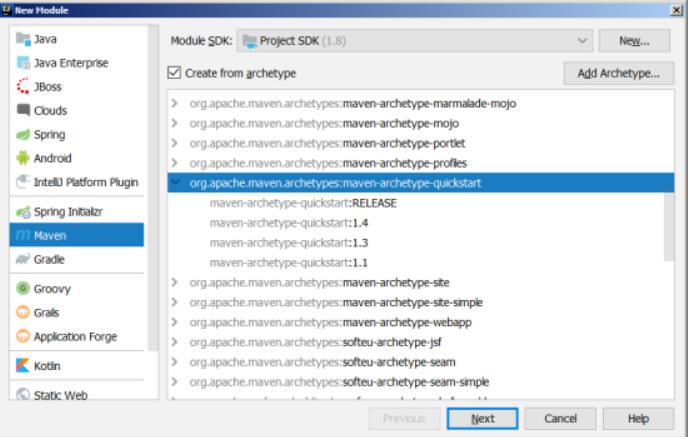 New Module
Java
Java Enterprise
JBoss
Clouds
Spring
Android
IntelliJ Platform Plugin
Spring Initializr
Maven
Gradle
Groovy
Grails
Application Forge
Kotlin
Static Web
Module SDK: Project SDK (1.8) New...
Create from archetype Add Archetype...
org.apache.maven.archetypes:maven-archetype-marmalade-mojo
org.apache.maven.archetypes:maven-archetype-mojo
org.apache.maven.archetypes:maven-archetype-portlet
org.apache.maven.archetypes:maven-archetype-profiles
org.apache.maven.archetypes:maven-archetype-quickstart
maven-archetype-quickstart:RELEASE
maven-archetype-quickstart:1.4
maven-archetype-quickstart:1.3
maven-archetype-quickstart:1.1
org.apache.maven.archetypes:maven-archetype-site
org.apache.maven.archetypes:maven-archetype-site-simple
org.apache.maven.archetypes:maven-archetype-webapp
org.apache.maven.archetypes:softeu-archetype-jsf
org.apache.maven.archetypes:softeu-archetype-seam
org.apache.maven.archetypes:softeu-archetype-seam-simple
Previous Next Cancel Help